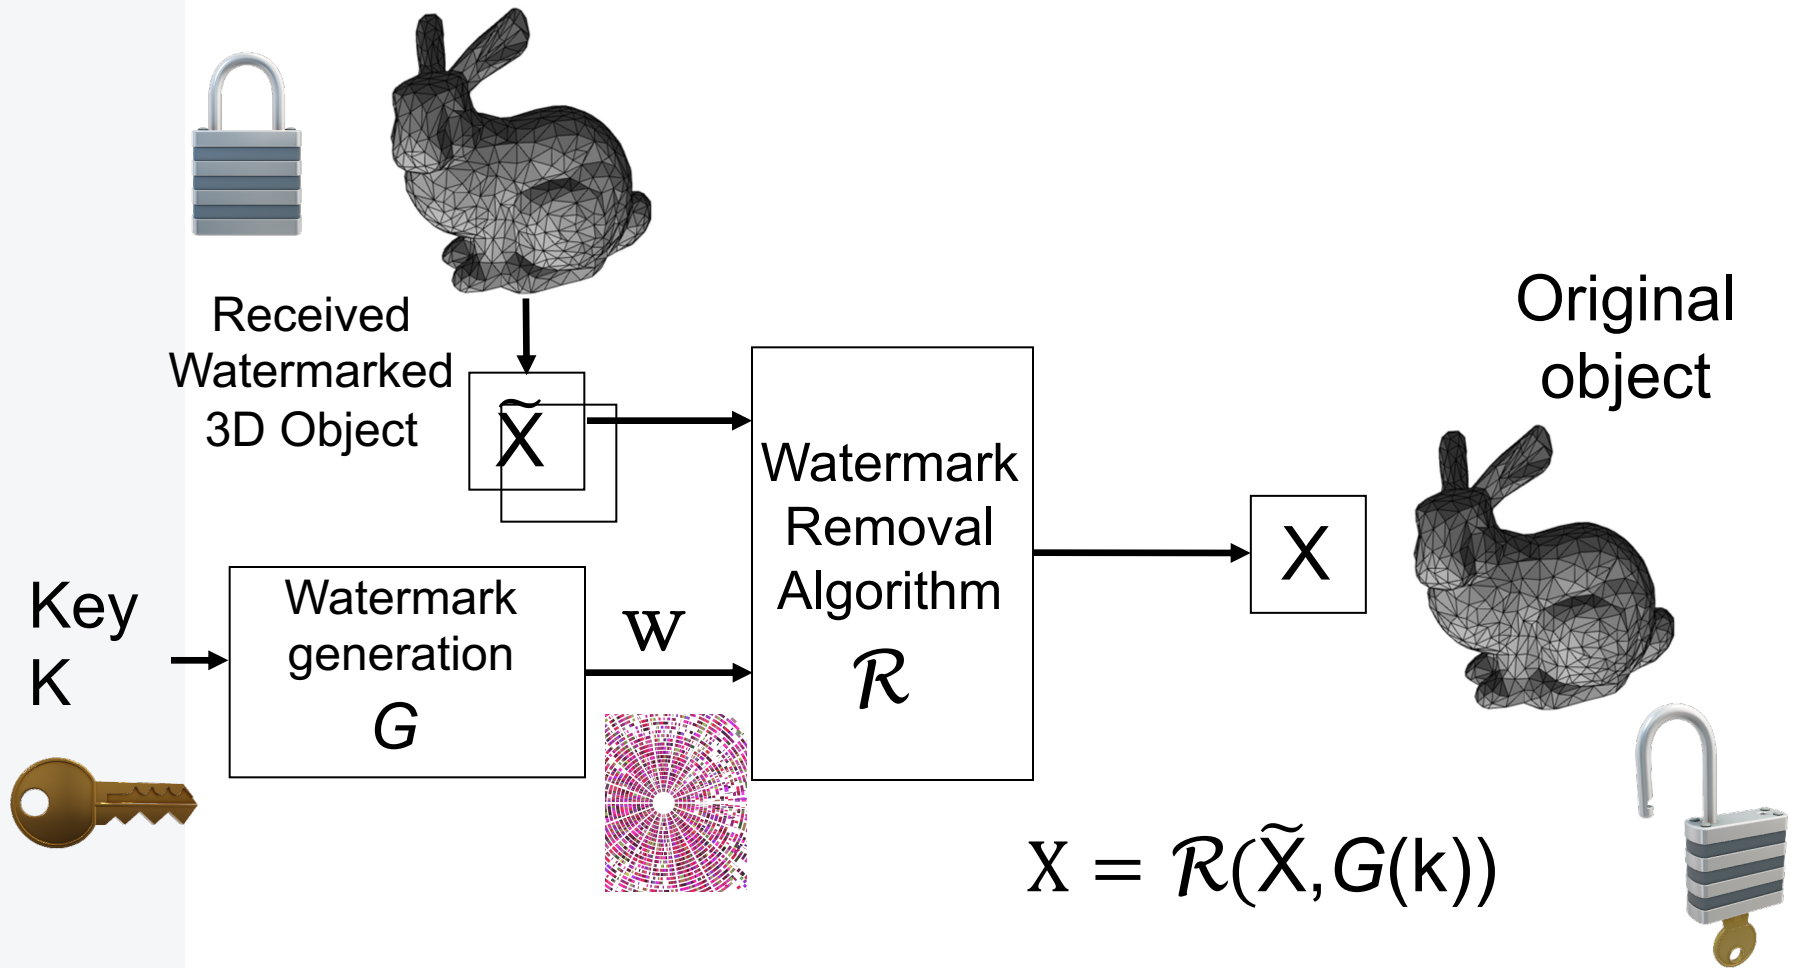 Received
Watermarked
3D Object
X̃
Key
K
Watermark
generation
G
w
Watermark
Removal
Algorithm
ℛ
X
Original
object
X = ℛ(X̃,G(k))